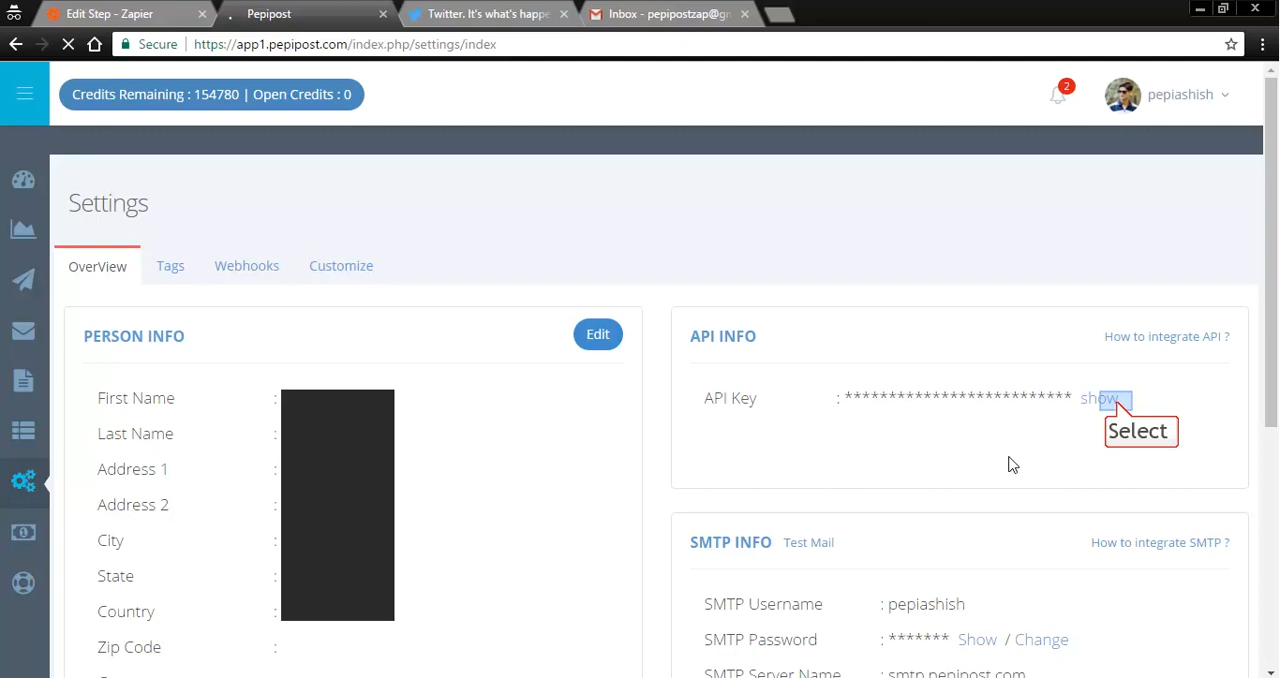 Edit Step - Zapier
Pepipost
Twitter. It's what's happe
Inbox - pepipostzap@gm
Secure https://app1.pepipost.com/index.php/settings/index
Credits Remaining : 154780 | Open Credits : 0
2
pepiashish
Settings
OverView Tags Webhooks Customize
PERSON INFO
Edit
First Name :
Last Name :
Address 1 :
Address 2 :
City :
State :
Country :
Zip Code :
API INFO
How to integrate API ?
API Key : ************************** show
Select
SMTP INFO Test Mail
How to integrate SMTP ?
SMTP Username : pepiashish
SMTP Password : ******* Show / Change
SMTP Server Name : smtp.pepipost.com